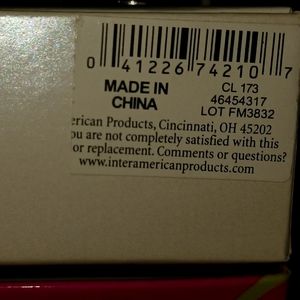 0 41226 74210 7
MADE IN
CHINA
CL 173
46454317
LOT FM3832
erican Products, Cincinnati, OH 45202
ou are not completely satisfied with this
or replacement. Comments or questions?
www.interamericanproducts.com